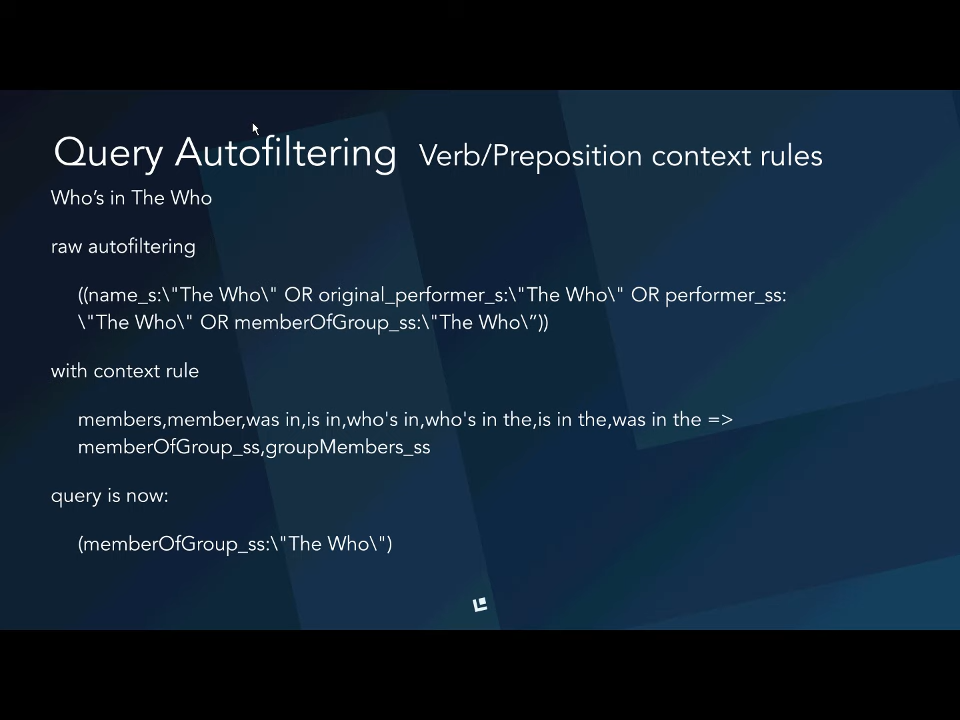 Query Autofiltering Verb/Preposition context rules
Who’s in The Who
raw autofiltering
((name_s:\"The Who\" OR original_performer_s:\"The Who\" OR performer_ss:
\"The Who\" OR memberOfGroup_ss:\"The Who\”))
with context rule
members,member,was in,is in,who's in,who's in the,is in the,was in the =>
memberOfGroup_ss,groupMembers_ss
query is now:
(memberOfGroup_ss:\"The Who\")